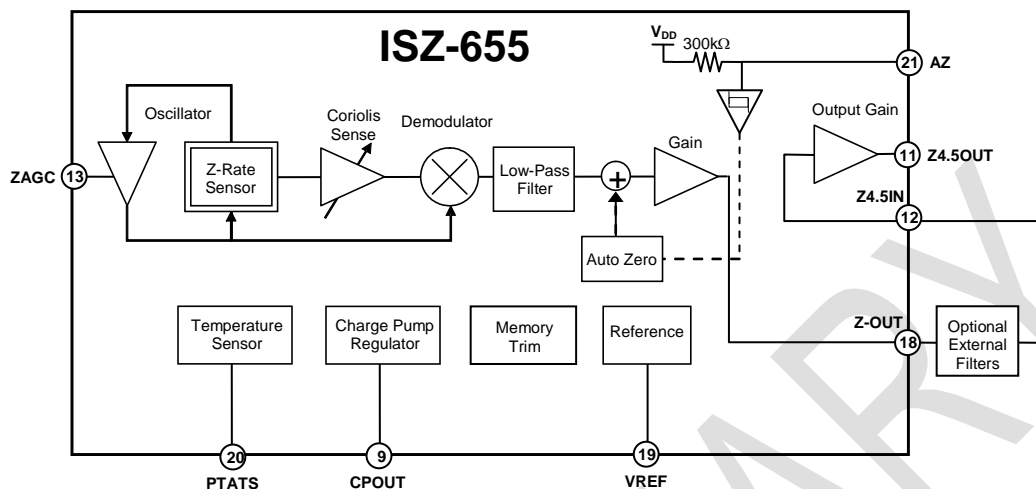 ISZ-655
VDD
300kΩ
21
AZ
Oscillator
Coriolis
Sense
Demodulator
Output Gain
Gain
ZAGC
13
Z-Rate
Sensor
Low-Pass
Filter
+
11
Z4.5OUT
Z4.5IN
12
Auto Zero
Temperature
Sensor
Charge Pump
Regulator
Memory
Trim
Reference
Z-OUT
18
Optional
External
Filters
20
PTATS
9
CPOUT
19
VREF